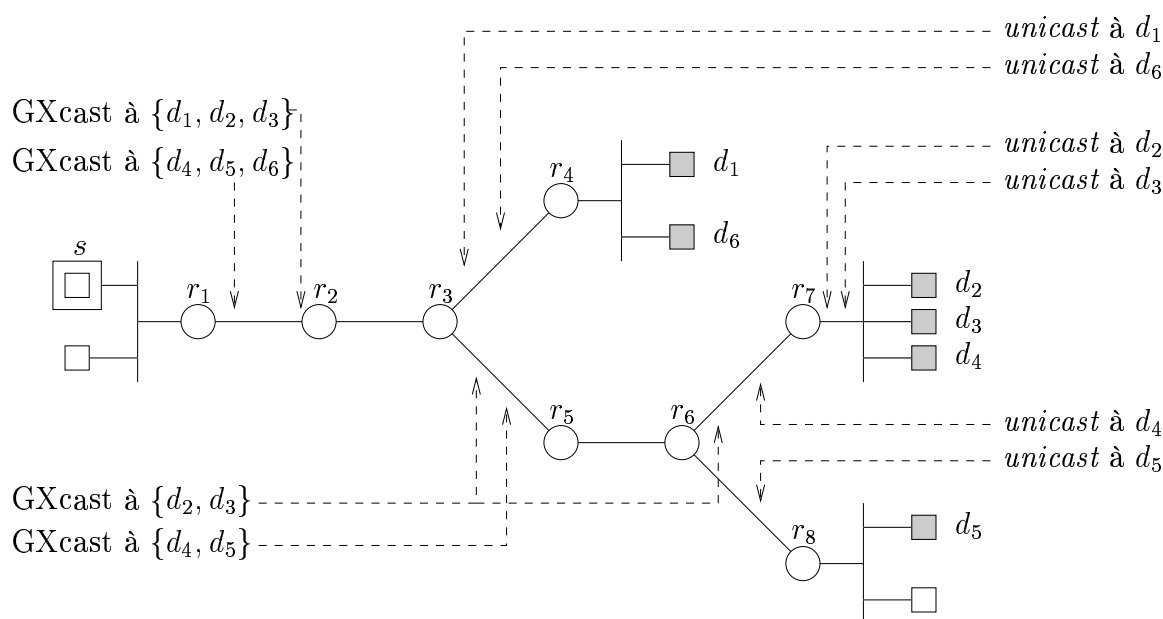 unicast à d₁
unicast à d₆
GXcast à {d₁, d₂, d₃}
GXcast à {d₄, d₅, d₆}
unicast à d₂
unicast à d₃
r₄
d₁
d₆
s
r₁
r₂
r₃
r₇
d₂
d₃
d₄
r₅
r₆
unicast à d₄
unicast à d₅
GXcast à {d₂, d₃}
GXcast à {d₄, d₅}
r₈
d₅